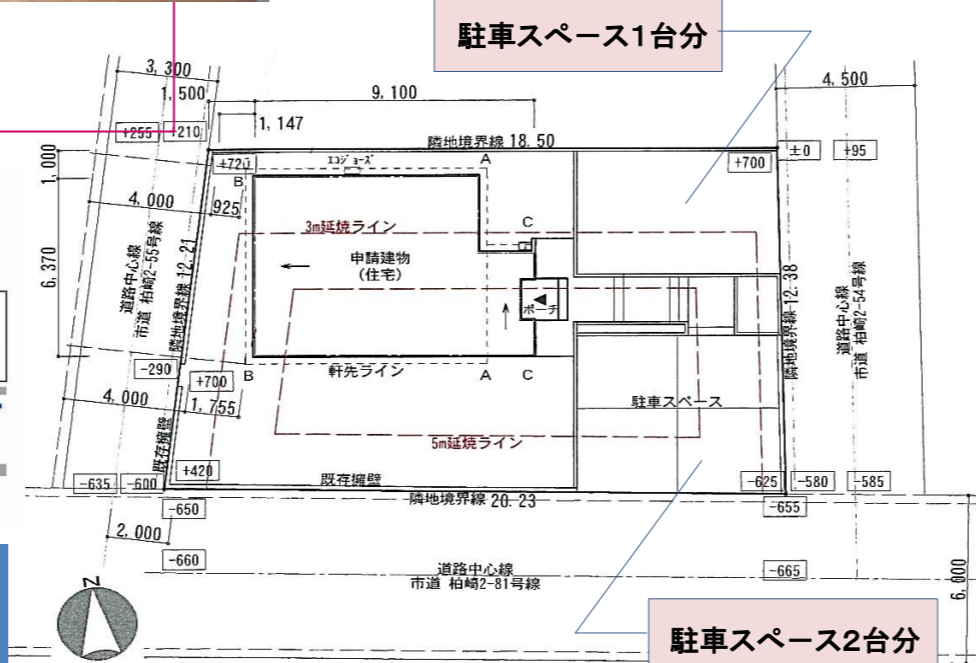 駐車スペース1台分
3,300
4,500
1,500
9,100
1,147
+255
+210
隣地境界線 18.50
±0
+95
1,000
+720
ｴｺｼﾞｮｰｽﾞ
A
+700
B
4,000
925
C
3m延焼ライン
申請建物
(住宅)
道路中心線
市道 柏崎2-55号線
隣地境界線 12.21
6,370
ポーチ
隣地境界線 12.38
道路中心線
市道 柏崎2-54号線
-290
+700
B
軒先ライン
A
C
4,000
1,755
駐車スペース
5m延焼ライン
既存擁壁
+420
既存擁壁
-635
-600
-625
-580
-585
隣地境界線 20.23
-650
-655
2,000
-660
道路中心線
市道 柏崎2-81号線
-665
6,000
N
駐車スペース2台分